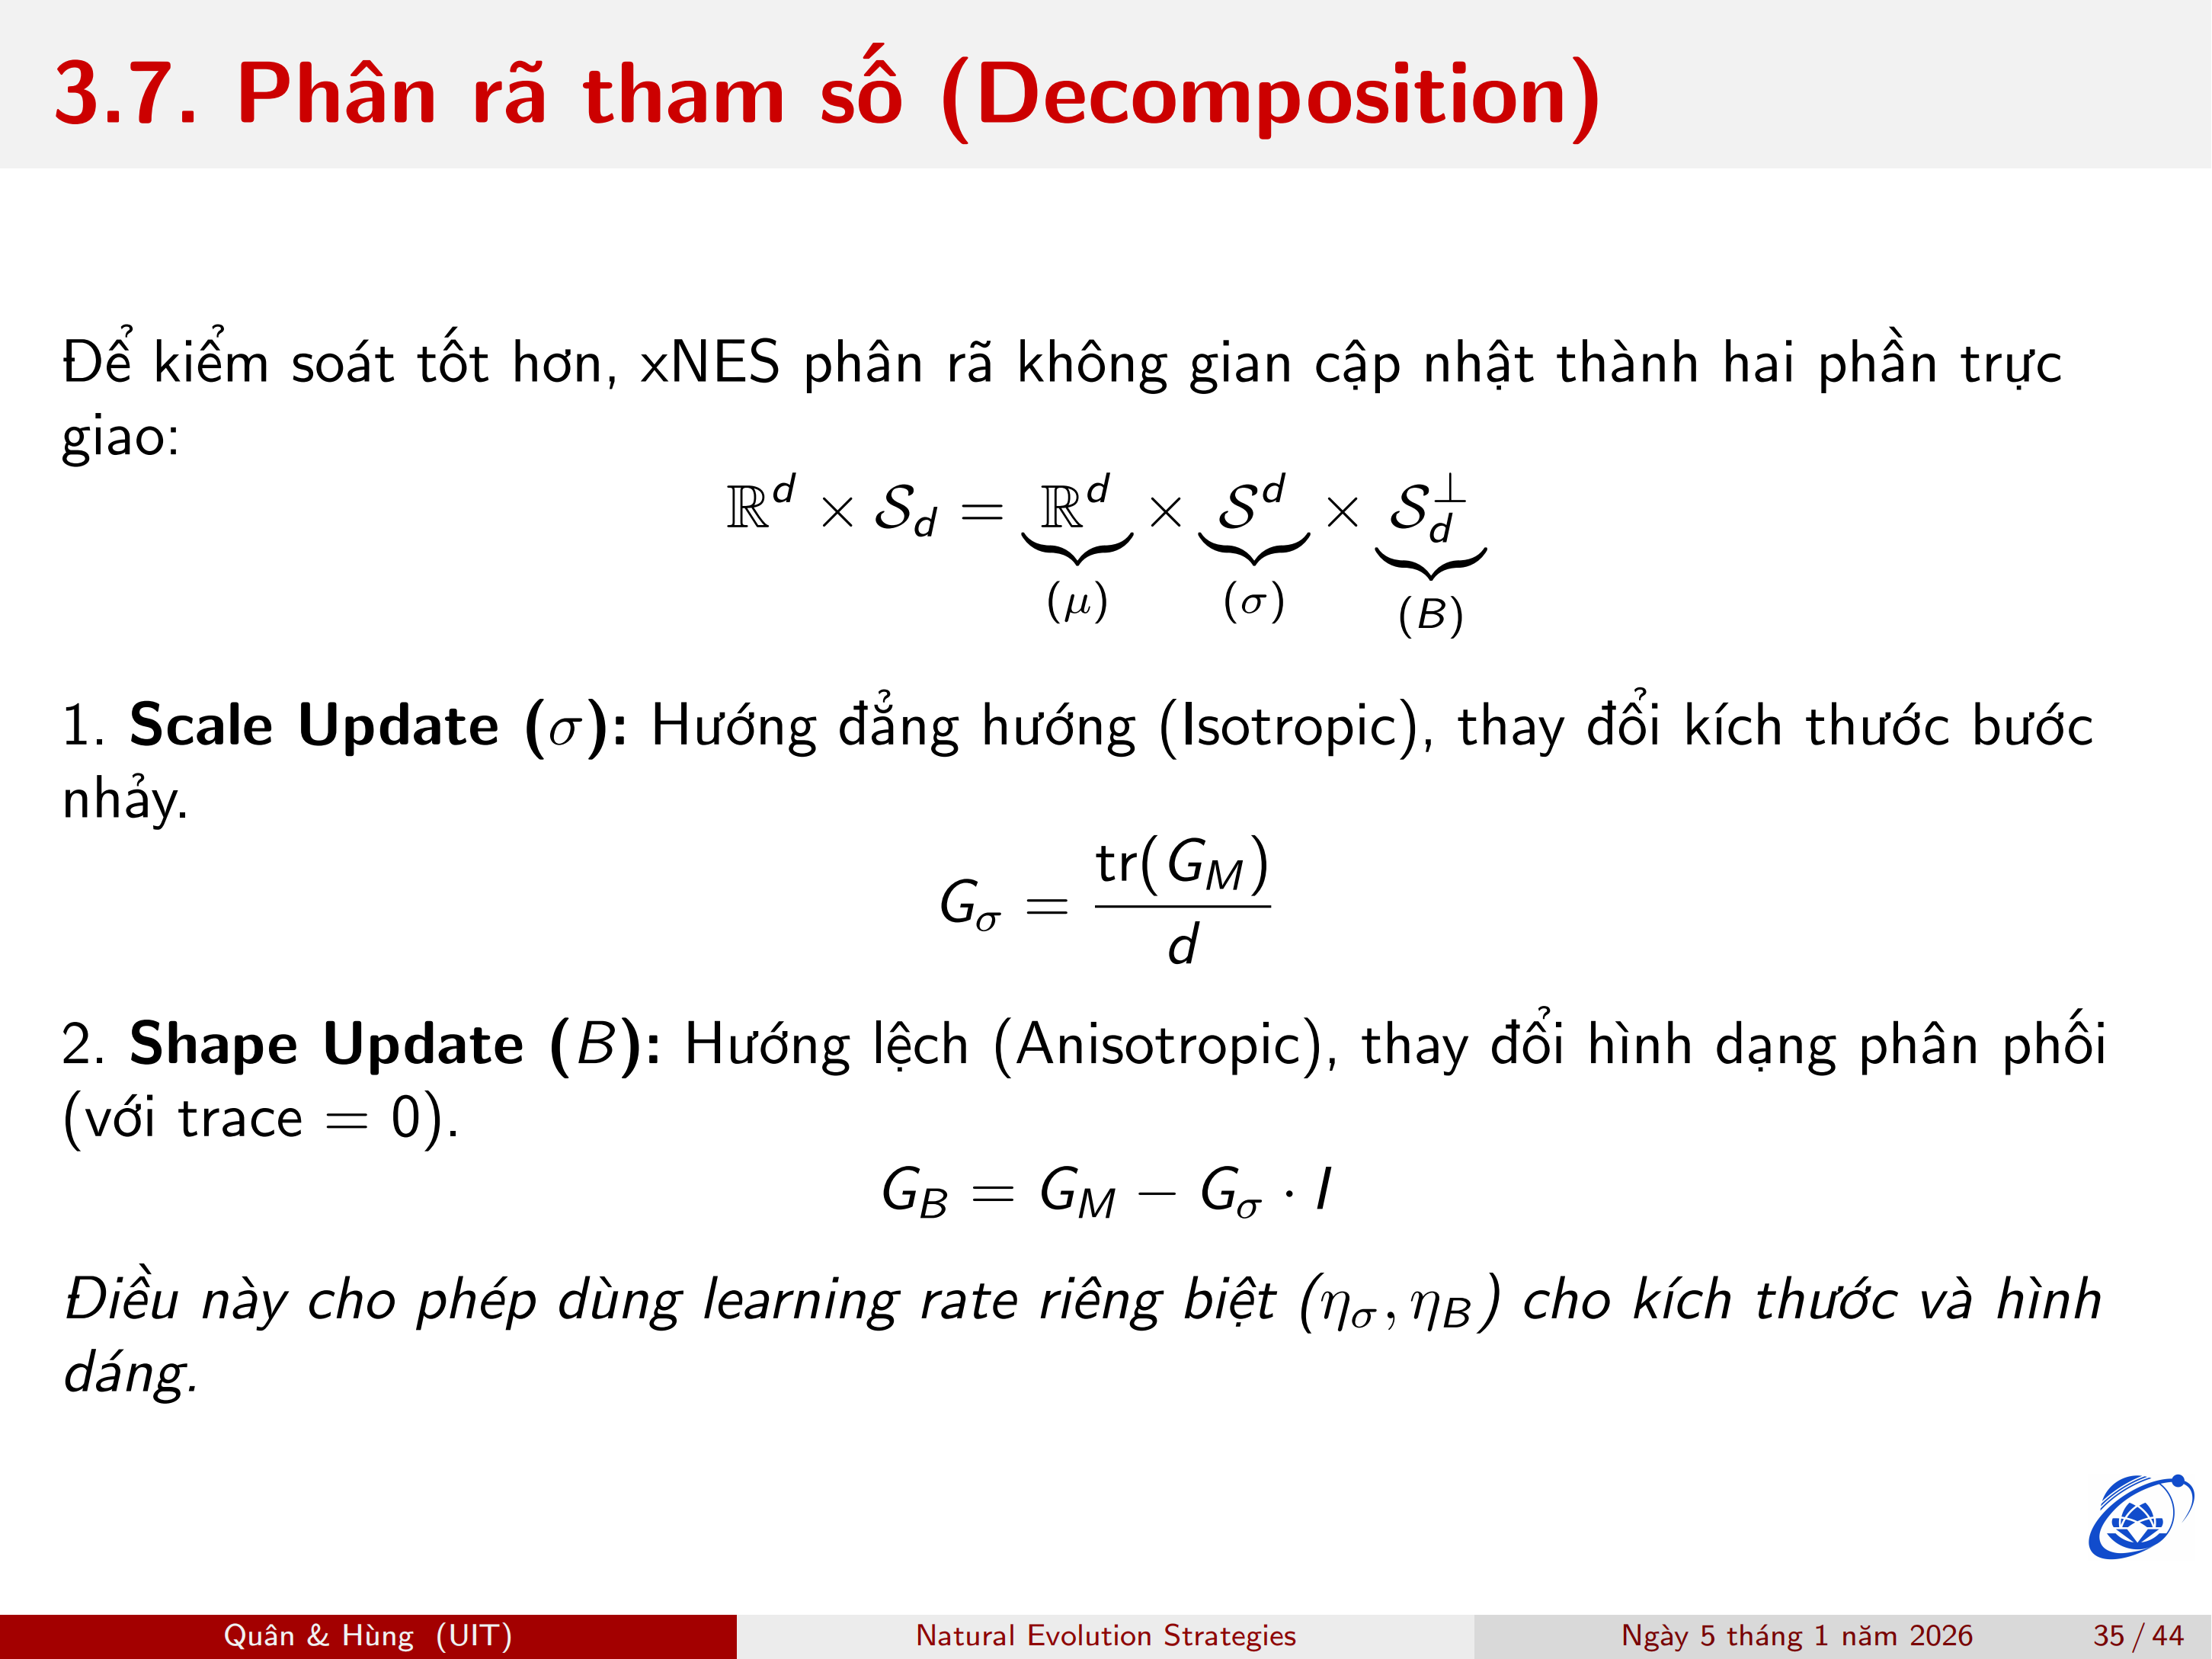 3.7. Phân rã tham số (Decomposition)
Để kiểm soát tốt hơn, xNES phân rã không gian cập nhật thành hai phần trực
giao:
ℝ^d × 𝒮_d = ℝ^d × 𝒮^d × 𝒮_d^⊥
(μ) (σ) (B)
1. Scale Update (σ): Hướng đẳng hướng (Isotropic), thay đổi kích thước bước
nhảy.
G_σ = tr(G_M) / d
2. Shape Update (B): Hướng lệch (Anisotropic), thay đổi hình dạng phân phối
(với trace = 0).
G_B = G_M − G_σ · I
Điều này cho phép dùng learning rate riêng biệt (η_σ, η_B) cho kích thước và hình
dáng.
Quân & Hùng (UIT) Natural Evolution Strategies Ngày 5 tháng 1 năm 2026 35 / 44